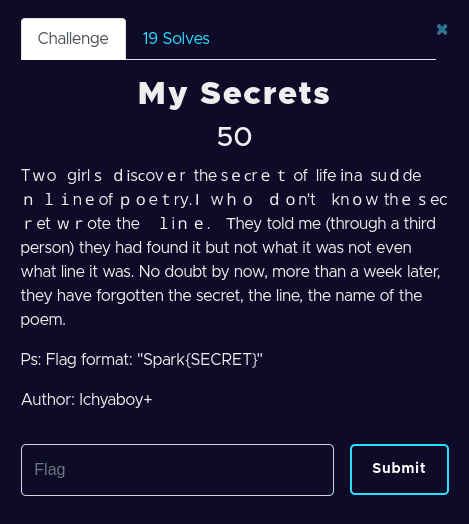 Challenge
19 Solves
✖
My Secrets
50
Two girls discover the secret of life in a sudde
n line of poetry. I who don't know the sec
ret wrote the line. They told me (through a third
person) they had found it but not what it was not even
what line it was. No doubt by now, more than a week later,
they have forgotten the secret, the line, the name of the
poem.
Ps: Flag format: "Spark{SECRET}"
Author: Ichyaboy+
Flag
Submit